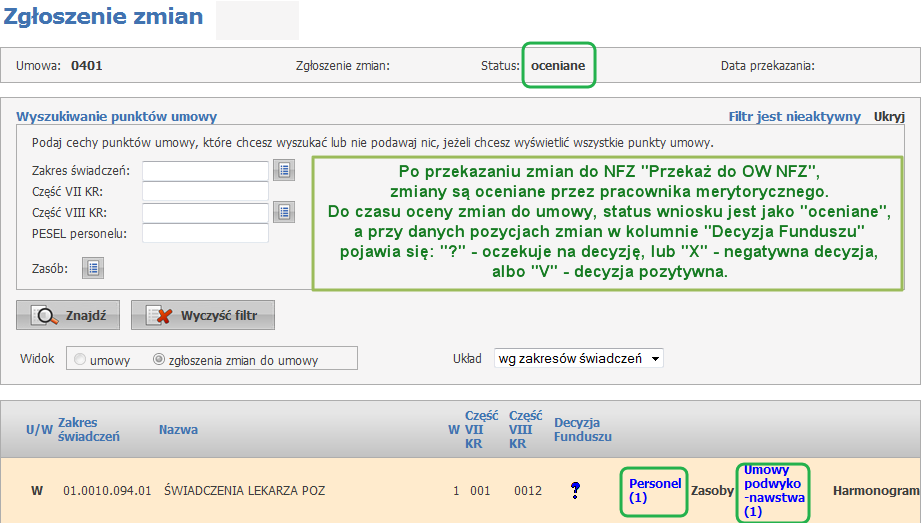 Zgłoszenie zmian
Umowa: 0401 Zgłoszenie zmian: Status: oceniane Data przekazania:
Wyszukiwanie punktów umowy Filtr jest nieaktywny Ukryj
Podaj cechy punktów umowy, które chcesz wyszukać lub nie podawaj nic, jeżeli chcesz wyświetlić wszystkie punkty umowy.
Zakres świadczeń:
Część VII KR:
Część VIII KR:
PESEL personelu:
Zasób:
Po przekazaniu zmian do NFZ "Przekaż do OW NFZ",
zmiany są oceniane przez pracownika merytorycznego.
Do czasu oceny zmian do umowy, status wniosku jest jako "oceniane",
a przy danych pozycjach zmian w kolumnie "Decyzja Funduszu"
pojawia się: "?" - oczekuje na decyzję, lub "X" - negatywna decyzja,
albo "V" - decyzja pozytywna.
Znajdź Wyczyść filtr
Widok umowy zgłoszenia zmian do umowy Układ wg zakresów świadczeń
U/W Zakres świadczeń Nazwa W Część VII KR Część VIII KR Decyzja Funduszu
W 01.0010.094.01 ŚWIADCZENIA LEKARZA POZ 1 001 0012 ? Personel (1) Zasoby Umowy podwyko -nawstwa (1) Harmonogram